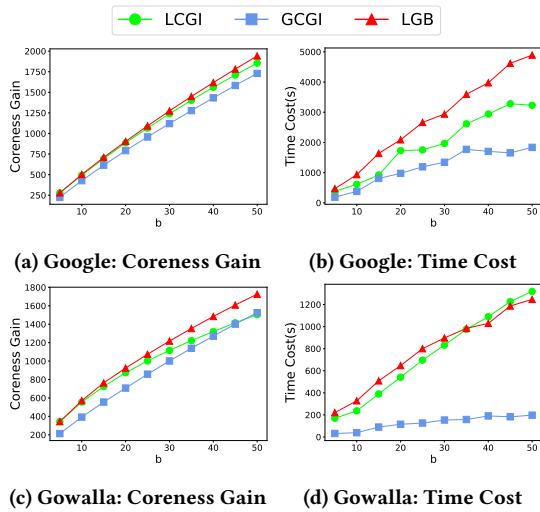 LCGI GCGI LGB
Coreness Gain
2000
1750
1500
1250
1000
750
500
250
10 20 30 40 50
b
Time Cost(s)
5000
4000
3000
2000
1000
0
10 20 30 40 50
b
(a) Google: Coreness Gain
(b) Google: Time Cost
Coreness Gain
1800
1600
1400
1200
1000
800
600
400
200
10 20 30 40 50
b
Time Cost(s)
1200
1000
800
600
400
200
0
10 20 30 40 50
b
(c) Gowalla: Coreness Gain
(d) Gowalla: Time Cost